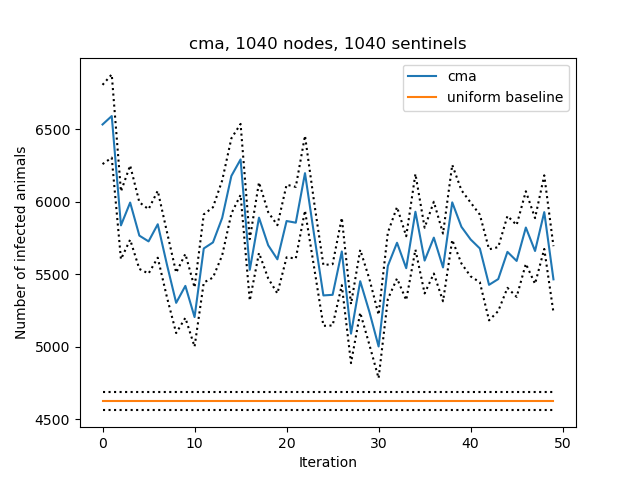 cma, 1040 nodes, 1040 sentinels
cma
uniform baseline
Number of infected animals
6500
6000
5500
5000
4500
0 10 20 30 40 50
Iteration